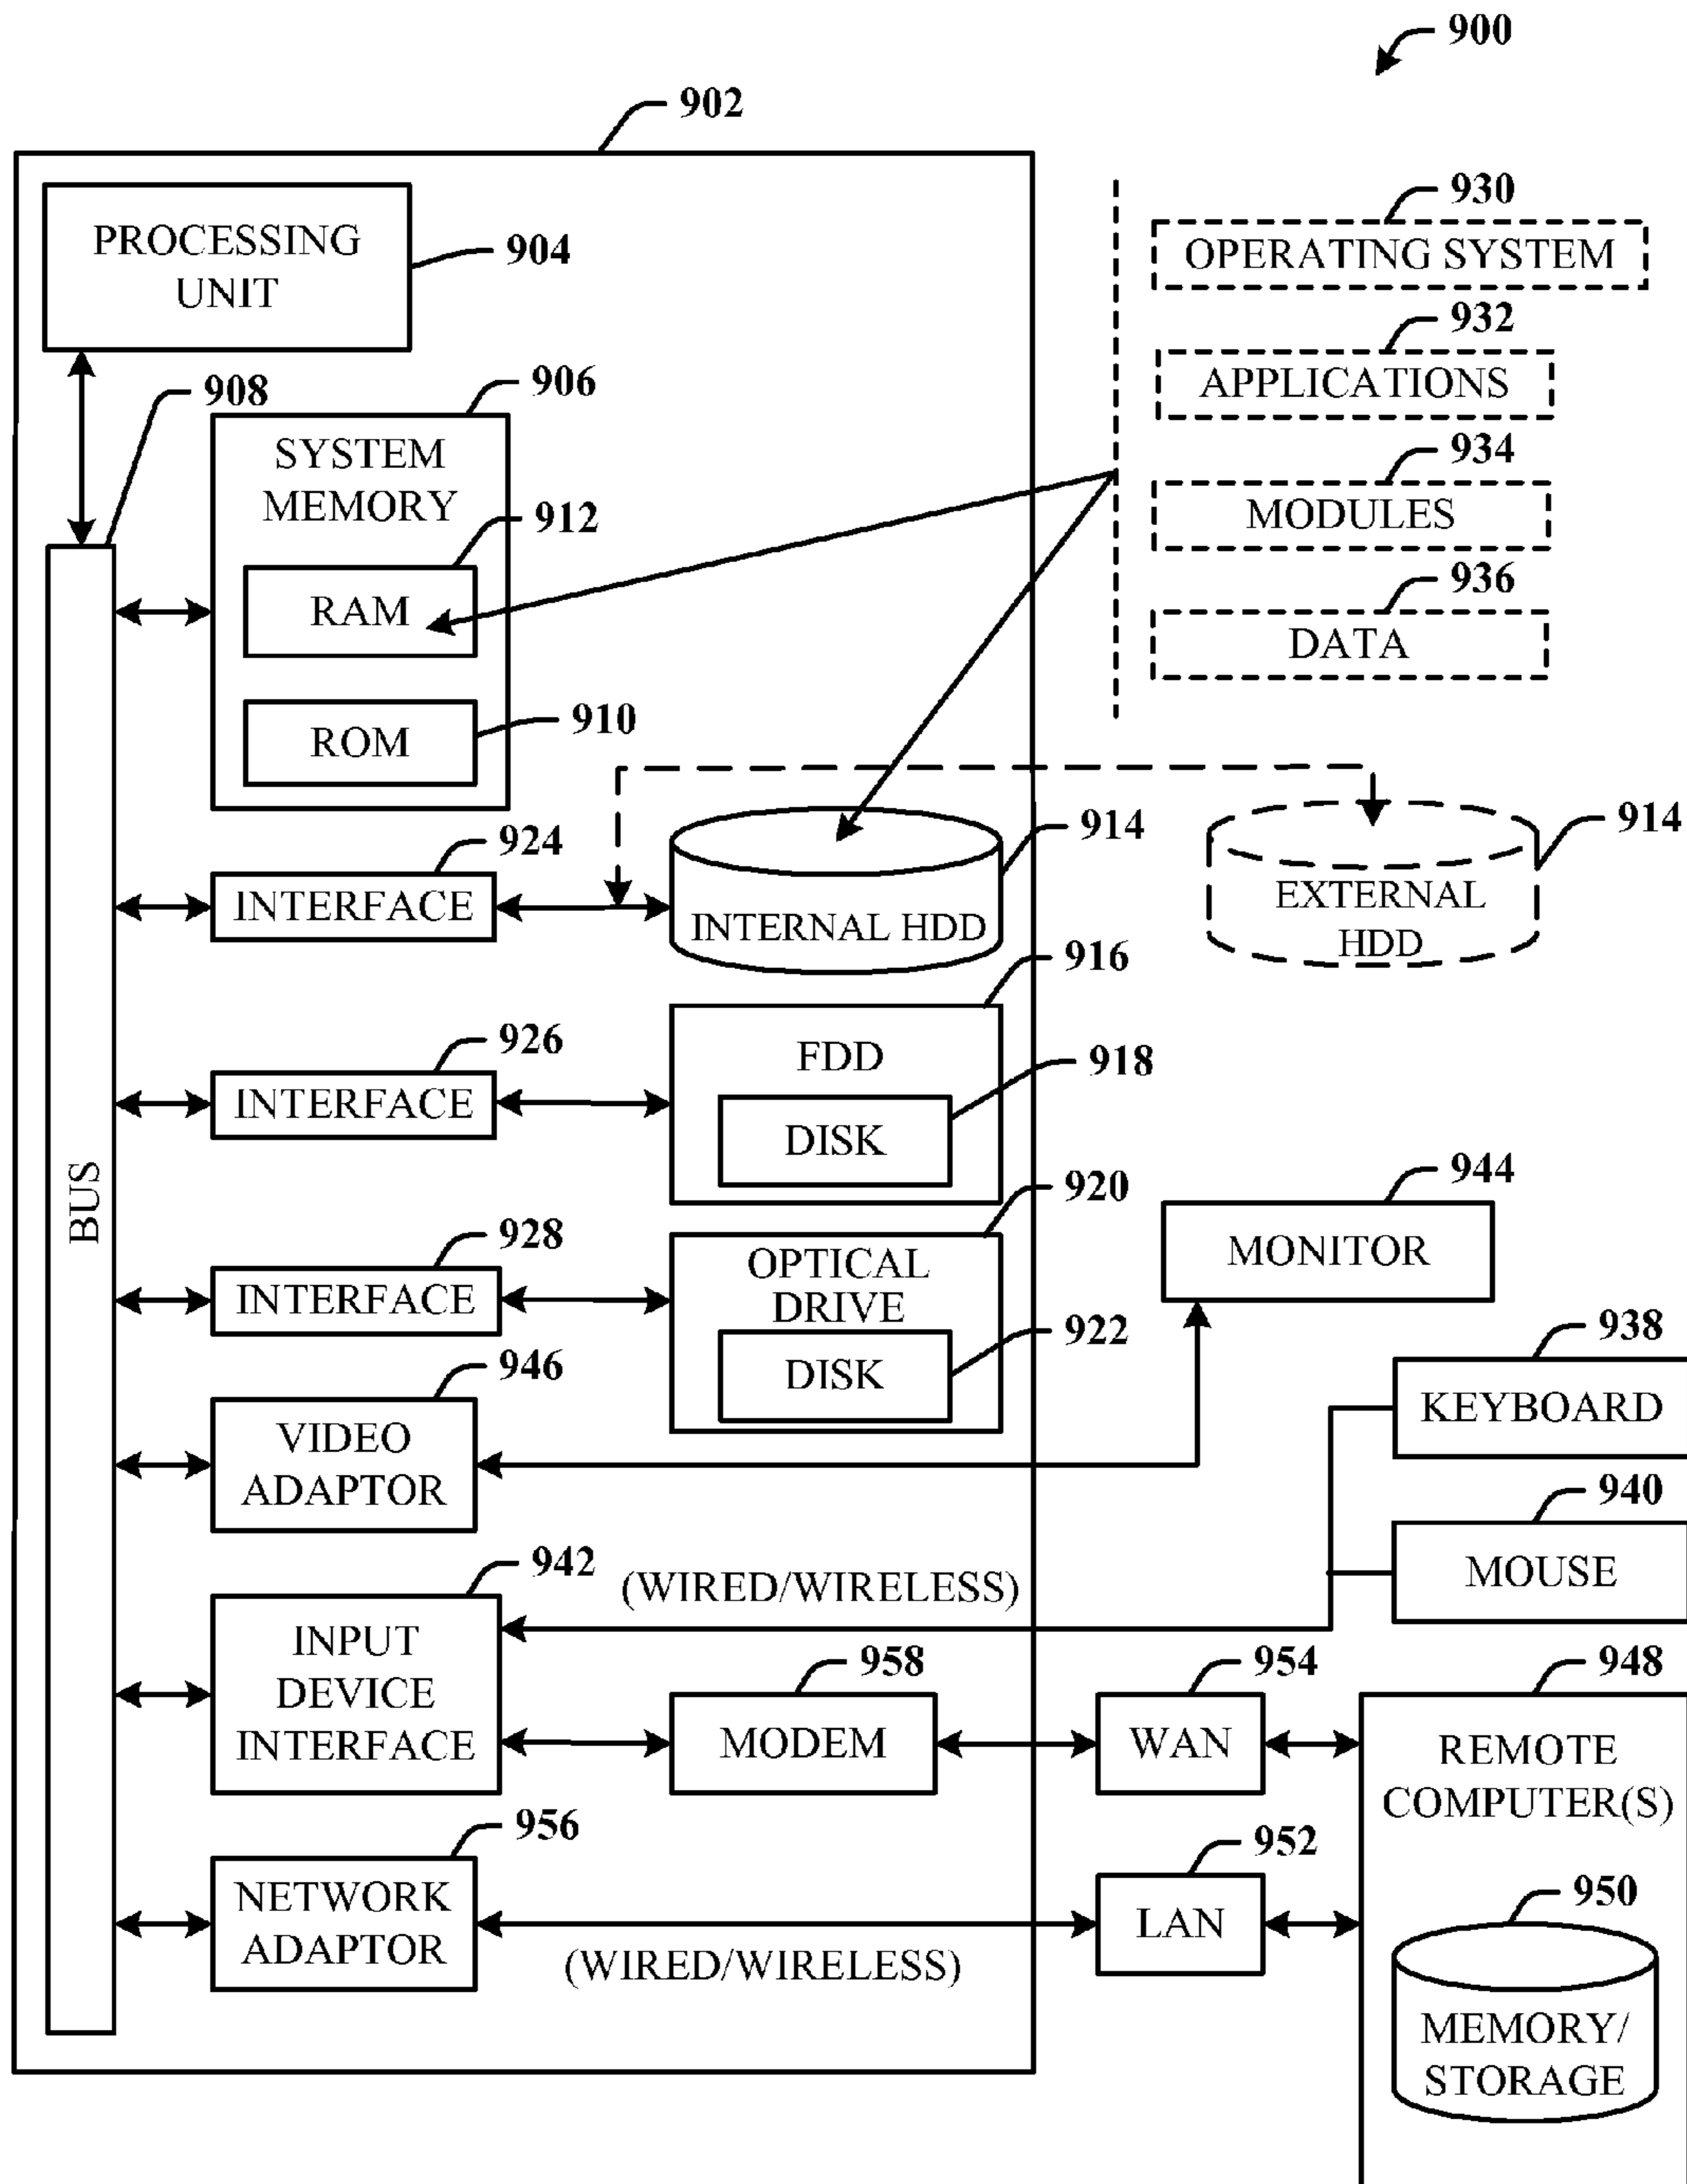 900
902
PROCESSING
UNIT
904
930
OPERATING SYSTEM
932
APPLICATIONS
934
MODULES
936
DATA
908
906
SYSTEM
MEMORY
912
RAM
910
ROM
924
INTERFACE
914
INTERNAL HDD
914
EXTERNAL
HDD
926
INTERFACE
916
FDD
918
DISK
BUS
928
INTERFACE
920
OPTICAL
DRIVE
922
DISK
944
MONITOR
946
VIDEO
ADAPTOR
938
KEYBOARD
940
MOUSE
942
INPUT
DEVICE
INTERFACE
(WIRED/WIRELESS)
958
MODEM
954
WAN
948
REMOTE
COMPUTER(S)
956
NETWORK
ADAPTOR
(WIRED/WIRELESS)
952
LAN
950
MEMORY/
STORAGE